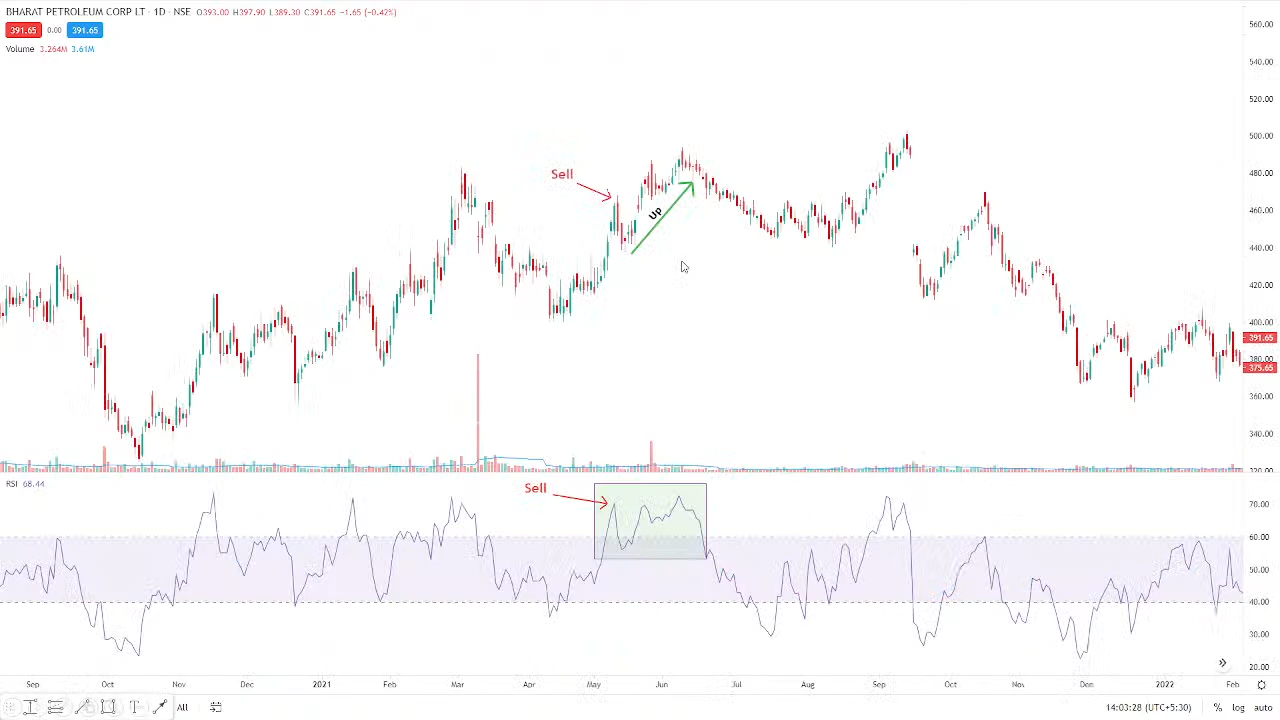 BHARAT PETROLEUM CORP LT · 1D · NSE O393.00 H397.90 L389.30 C391.65 −1.65 (−0.42%)
391.65 0.00 391.65
Volume 3.264M 3.61M
560.00
540.00
520.00
500.00
480.00
460.00
440.00
420.00
400.00
391.65
380.00
375.65
360.00
340.00
320.00
Sell
Up
RSI 68.44
Sell
70.00
60.00
50.00
40.00
30.00
20.00
Sep Oct Nov Dec 2021 Feb Mar Apr May Jun Jul Aug Sep Oct Nov Dec 2022 Feb
All 14:03:28 (UTC+5:30) % log auto